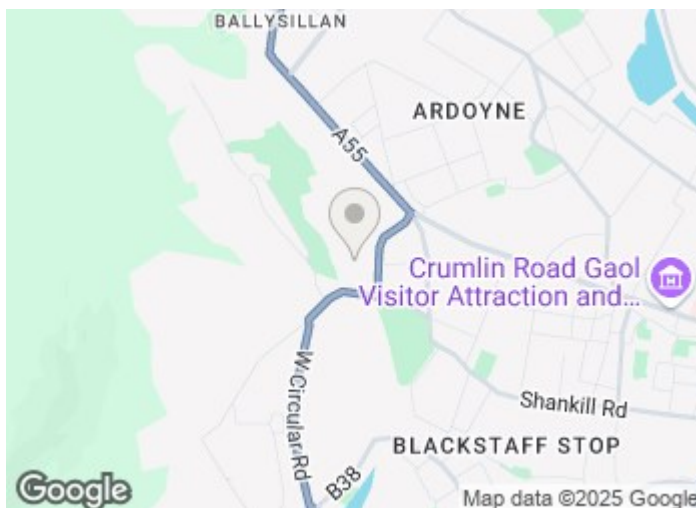 BALLYSILLAN
ARDOYNE
A55
Crumlin Road Gaol
Visitor Attraction and...
W Circular Rd
Shankill Rd
BLACKSTAFF STOP
B38
Google
Map data ©2025 Google